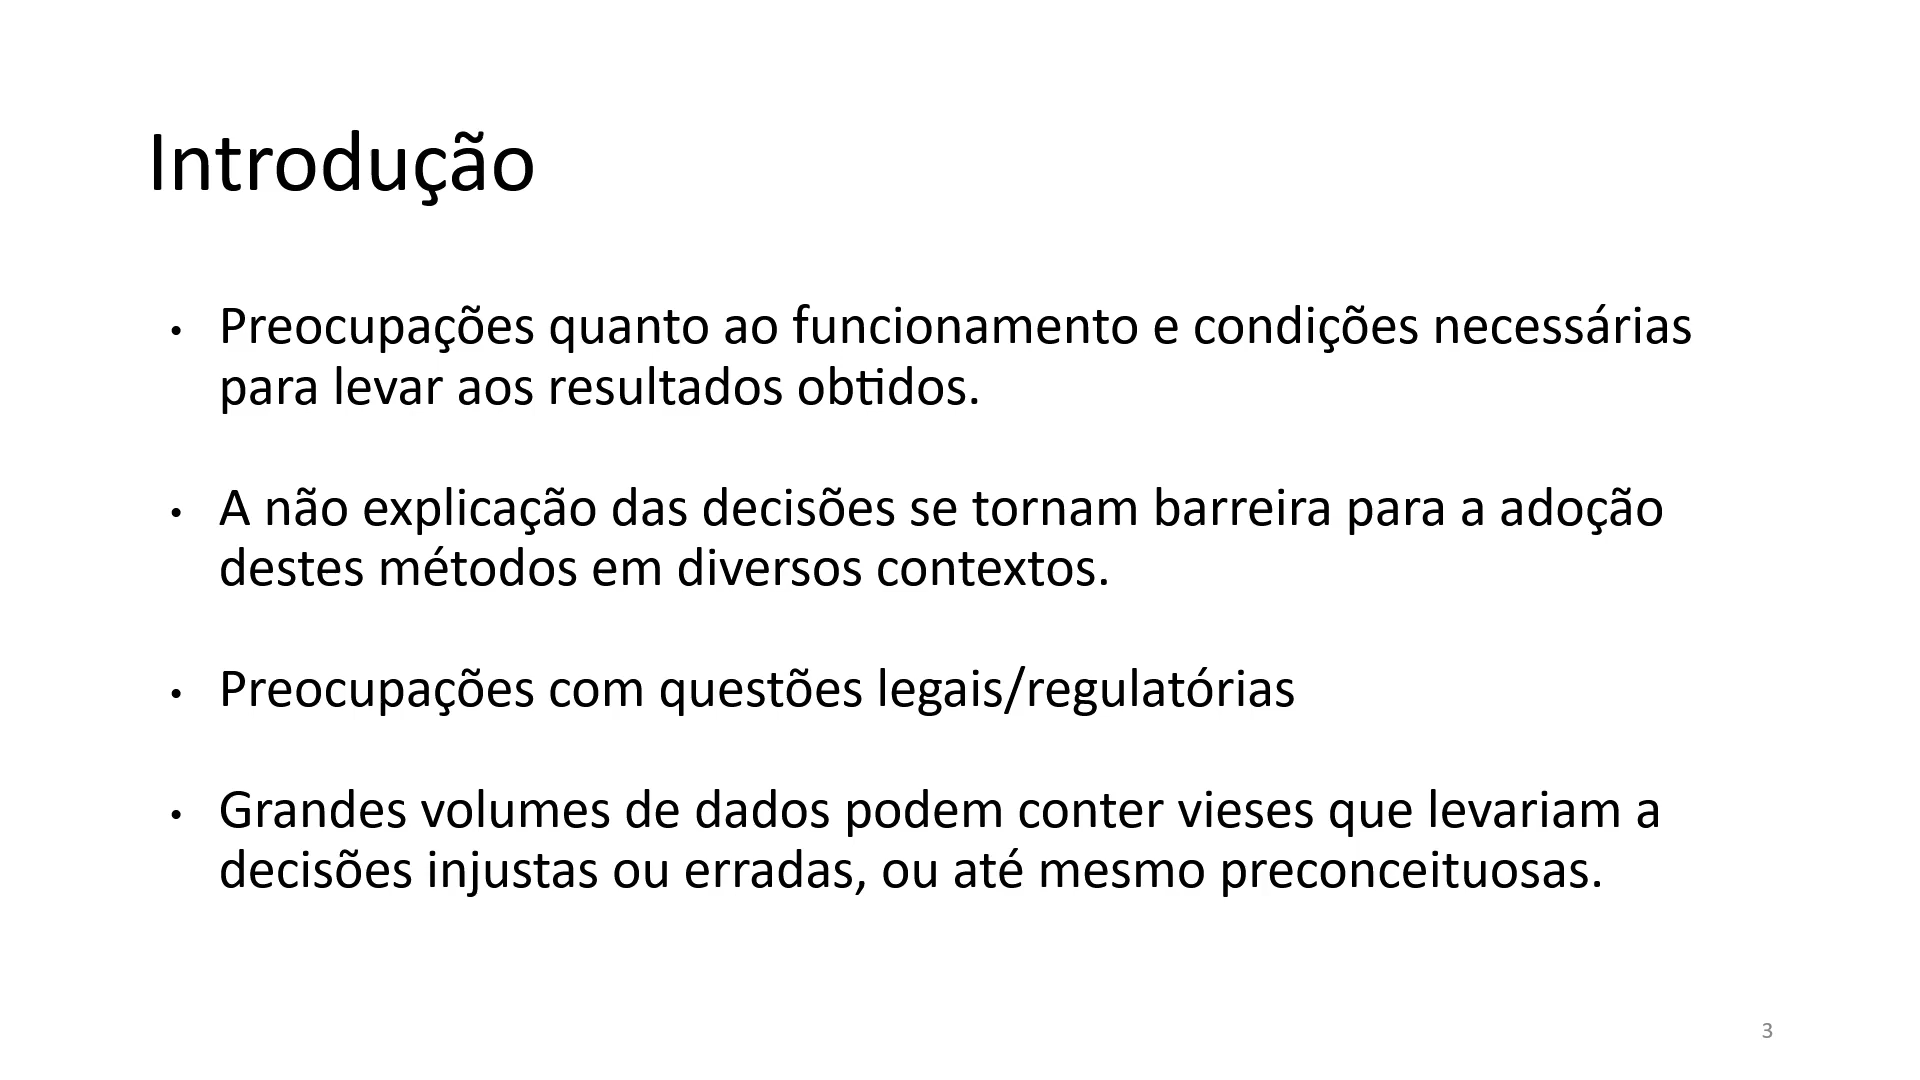 Introdução
• Preocupações quanto ao funcionamento e condições necessárias
para levar aos resultados obtidos.
• A não explicação das decisões se tornam barreira para a adoção
destes métodos em diversos contextos.
• Preocupações com questões legais/regulatórias
• Grandes volumes de dados podem conter vieses que levariam a
decisões injustas ou erradas, ou até mesmo preconceituosas.
3